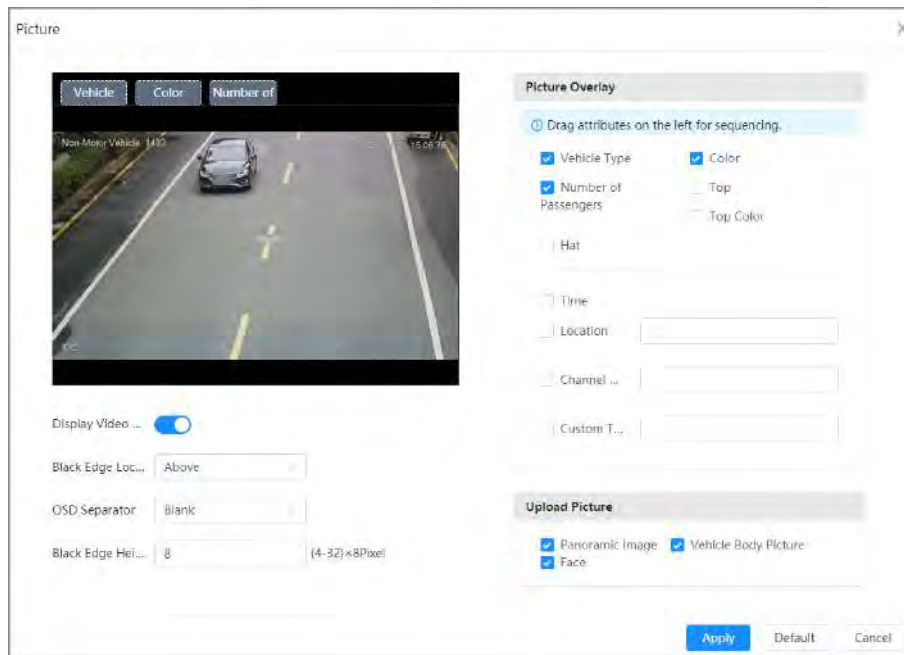 Picture
Vehicle Color Number of
Non-Motor Vehicle 1439
Display Video ...
Black Edge Loc... Above
OSD Separator Blank
Black Edge Hei... 8 (4-32)×8Pixel
Picture Overlay
Drag attributes on the left for sequencing.
Vehicle Type Color
Number of Passengers Top
Top Color
Hat
Time
Location
Channel ...
Custom T...
Upload Picture
Panoramic Image Vehicle Body Picture
Face
Apply Default Cancel